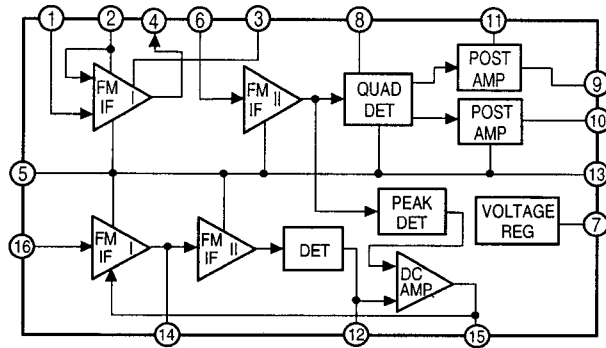 1 2 4 6 3 8 11
FM
IF I
FM
IF II
QUAD
DET
POST
AMP
9
POST
AMP
10
5
13
PEAK
DET
VOLTAGE
REG
7
16
FM
IF I
FM
IF II
DET
DC
AMP
14 12 15